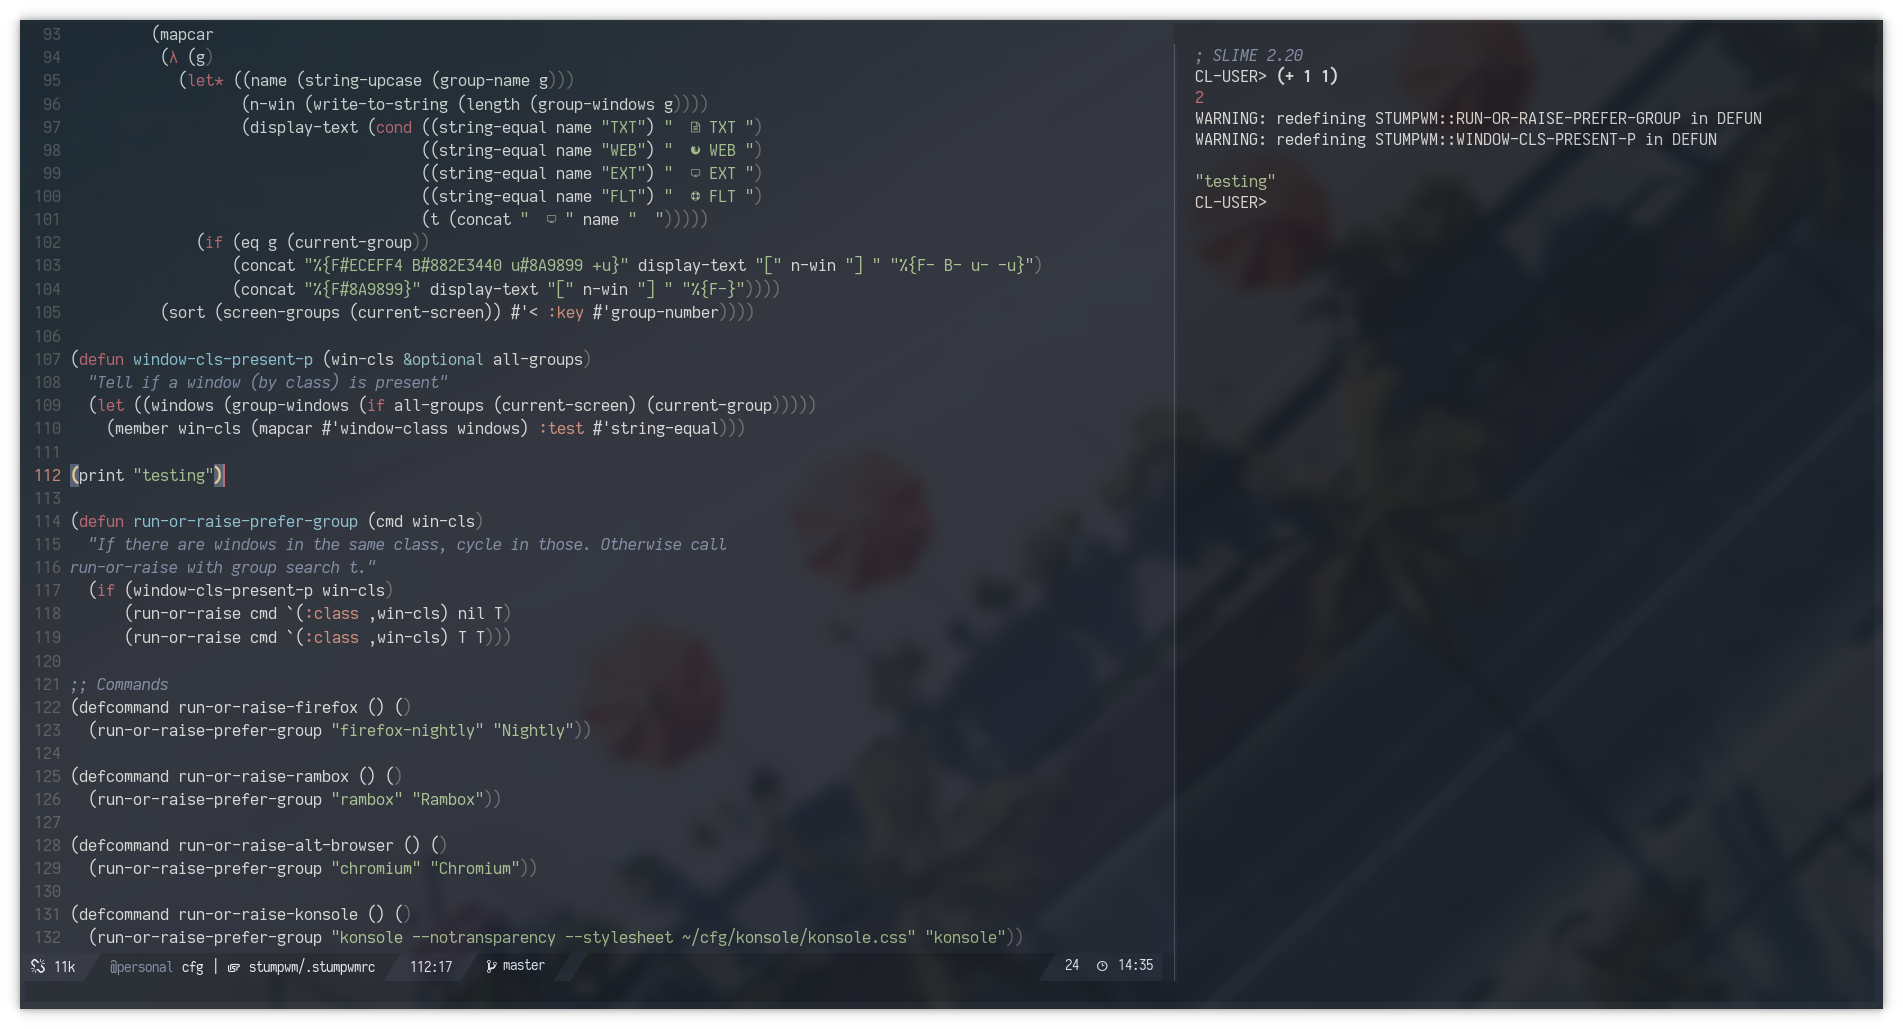 93 (mapcar
94 (λ (g)
95 (let* ((name (string-upcase (group-name g)))
96 (n-win (write-to-string (length (group-windows g))))
97 (display-text (cond ((string-equal name "TXT") " TXT ")
98 ((string-equal name "WEB") " WEB ")
99 ((string-equal name "EXT") " EXT ")
100 ((string-equal name "FLT") " FLT ")
101 (t (concat " " name " ")))))
102 (if (eq g (current-group))
103 (concat "%{F#ECEFF4 B#882E3440 u#8A9899 +u}" display-text "[" n-win "] " "%{F- B- u- -u}")
104 (concat "%{F#8A9899}" display-text "[" n-win "] " "%{F-}"))))
105 (sort (screen-groups (current-screen)) #'< :key #'group-number))))
106
107 (defun window-cls-present-p (win-cls &optional all-groups)
108 "Tell if a window (by class) is present"
109 (let ((windows (group-windows (if all-groups (current-screen) (current-group)))))
110 (member win-cls (mapcar #'window-class windows) :test #'string-equal)))
111
112 (print "testing")
113
114 (defun run-or-raise-prefer-group (cmd win-cls)
115 "If there are windows in the same class, cycle in those. Otherwise call
116 run-or-raise with group search t."
117 (if (window-cls-present-p win-cls)
118 (run-or-raise cmd `(:class ,win-cls) nil T)
119 (run-or-raise cmd `(:class ,win-cls) T T)))
120
121 ;; Commands
122 (defcommand run-or-raise-firefox () ()
123 (run-or-raise-prefer-group "firefox-nightly" "Nightly"))
124
125 (defcommand run-or-raise-rambox () ()
126 (run-or-raise-prefer-group "rambox" "Rambox"))
127
128 (defcommand run-or-raise-alt-browser () ()
129 (run-or-raise-prefer-group "chromium" "Chromium"))
130
131 (defcommand run-or-raise-konsole () ()
132 (run-or-raise-prefer-group "konsole --notransparency --stylesheet ~/cfg/konsole/konsole.css" "konsole"))
11k @personal cfg | stumpwm/.stumpwmrc 112:17 master 24 14:35
; SLIME 2.20
CL-USER> (+ 1 1)
2
WARNING: redefining STUMPWM::RUN-OR-RAISE-PREFER-GROUP in DEFUN
WARNING: redefining STUMPWM::WINDOW-CLS-PRESENT-P in DEFUN
"testing"
CL-USER>